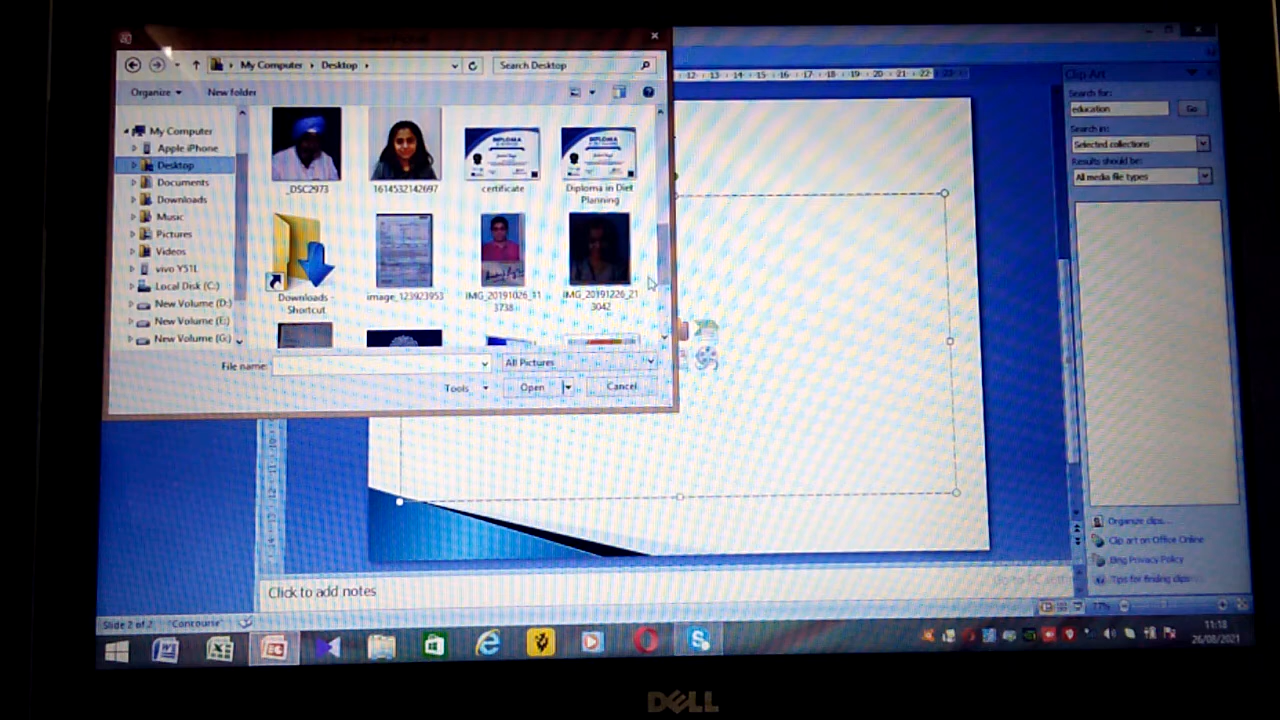 My Computer
Desktop
Search Desktop
Organize
New folder
My Computer
Apple iPhone
Desktop
Documents
Downloads
Music
Pictures
Videos
vivo Y51L
Local Disk (C:)
New Volume (D:)
New Volume (E:)
New Volume (G:)
_DSC2973
1614532142697
certificate
Diploma in Diet
Planning
DIPLOMA
DIPLOMA
Downloads -
Shortcut
image_123923953
IMG_20191026_11
3738
IMG_20191226_21
3042
File name:
All Pictures
Tools
Open
Cancel
12 13 14 15 16 17 18 19 20 21 22 23
Clip Art
Search for:
education
Go
Search in:
Selected collections
Results should be:
All media file types
Organize clips...
Clip art on Office Online
Bing Privacy Policy
Tips for finding clips
Click to add notes
Slide 2 of 2
"Concourse"
77%
11:18
26/08/2021
DELL